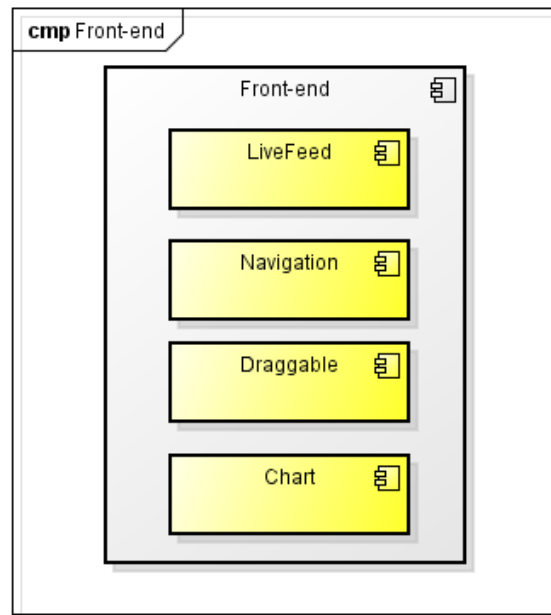 cmp Front-end
Front-end
LiveFeed
Navigation
Draggable
Chart